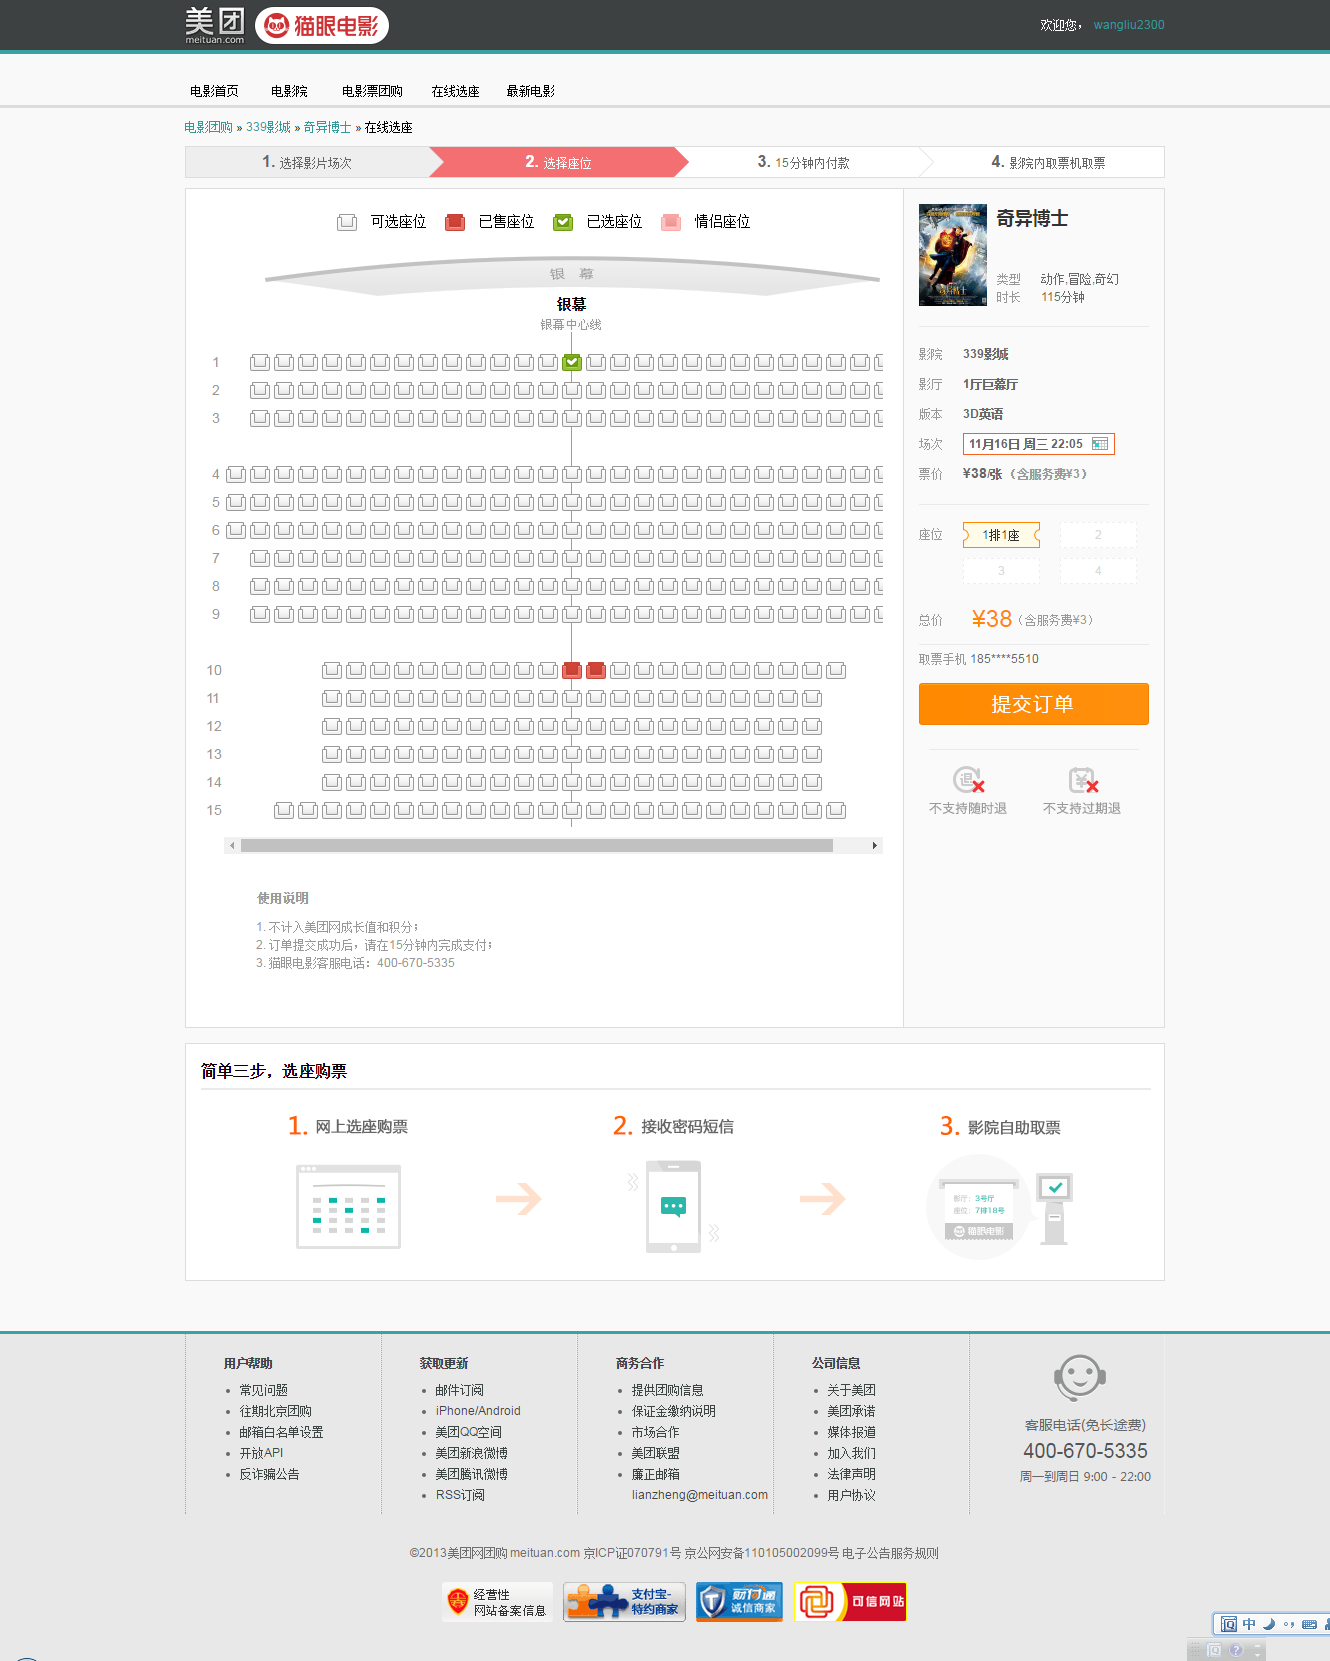 美团
meituan.com
猫眼电影
欢迎您， wangliu2300
电影首页 电影院 电影票团购 在线选座 最新电影
电影团购 » 339影城 » 奇异博士 » 在线选座
1. 选择影片场次 2. 选择座位 3. 15分钟内付款 4. 影院内取票机取票
可选座位 已售座位 已选座位 情侣座位
银 幕
银幕
银幕中心线
1
2
3
4
5
6
7
8
9
10
11
12
13
14
15
使用说明
1. 不计入美团网成长值和积分；
2. 订单提交成功后，请在15分钟内完成支付；
3. 猫眼电影客服电话：400-670-5335
奇异博士
类型 动作,冒险,奇幻
时长 115分钟
影院 339影城
影厅 1厅巨幕厅
版本 3D英语
场次 11月16日 周三 22:05
票价 ¥38/张（含服务费¥3）
座位 1排1座 2
3 4
总价 ¥38（含服务费¥3）
取票手机 185****5510
提交订单
不支持随时退 不支持过期退
简单三步，选座购票
1. 网上选座购票
2. 接收密码短信
3. 影院自助取票
影厅：3号厅
座位：7排18号
猫眼电影
用户帮助
常见问题
往期北京团购
邮箱白名单设置
开放API
反诈骗公告
获取更新
邮件订阅
iPhone/Android
美团QQ空间
美团新浪微博
美团腾讯微博
RSS订阅
商务合作
提供团购信息
保证金缴纳说明
市场合作
美团联盟
廉正邮箱
lianzheng@meituan.com
公司信息
关于美团
美团承诺
媒体报道
加入我们
法律声明
用户协议
客服电话(免长途费)
400-670-5335
周一到周日 9:00 - 22:00
©2013美团网团购 meituan.com 京ICP证070791号 京公网安备110105002099号 电子公告服务规则
经营性
网站备案信息
支付宝-
特约商家
财付通
诚信商家
可信网站
中